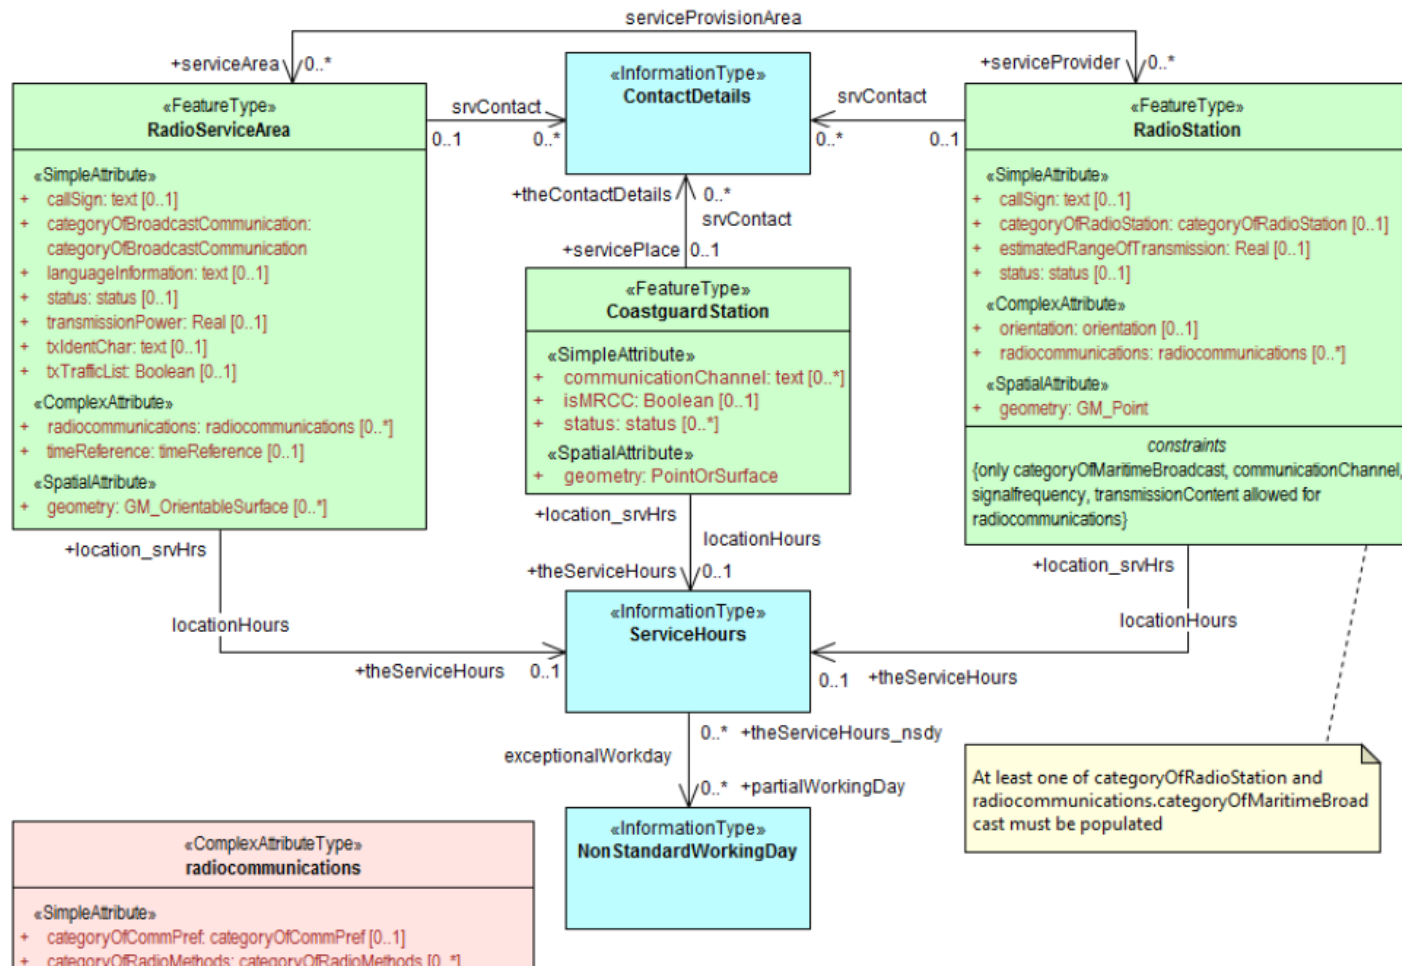 serviceProvisionArea
+serviceArea
0..*
+serviceProvider
0..*
«FeatureType»
RadioServiceArea
«SimpleAttribute»
+ callSign: text [0..1]
+ categoryOfBroadcastCommunication:
categoryOfBroadcastCommunication
+ languageInformation: text [0..1]
+ status: status [0..1]
+ transmissionPower: Real [0..1]
+ txIdentChar: text [0..1]
+ txTrafficList: Boolean [0..1]
«ComplexAttribute»
+ radiocommunications: radiocommunications [0..*]
+ timeReference: timeReference [0..1]
«SpatialAttribute»
+ geometry: GM_OrientableSurface [0..*]
srvContact
0..1
0..*
«InformationType»
ContactDetails
srvContact
0..*
0..1
+theContactDetails
0..*
srvContact
+servicePlace
0..1
«FeatureType»
CoastguardStation
«SimpleAttribute»
+ communicationChannel: text [0..*]
+ isMRCC: Boolean [0..1]
+ status: status [0..*]
«SpatialAttribute»
+ geometry: PointOrSurface
«FeatureType»
RadioStation
«SimpleAttribute»
+ callSign: text [0..1]
+ categoryOfRadioStation: categoryOfRadioStation [0..1]
+ estimatedRangeOfTransmission: Real [0..1]
+ status: status [0..1]
«ComplexAttribute»
+ orientation: orientation [0..1]
+ radiocommunications: radiocommunications [0..*]
«SpatialAttribute»
+ geometry: GM_Point
constraints
{only categoryOfMaritimeBroadcast, communicationChannel,
signalfrequency, transmissionContent allowed for
radiocommunications}
+location_srvHrs
locationHours
+theServiceHours
0..1
+location_srvHrs
locationHours
+theServiceHours
0..1
+location_srvHrs
locationHours
0..1
+theServiceHours
«InformationType»
ServiceHours
0..*
+theServiceHours_nsdy
exceptionalWorkday
0..*
+partialWorkingDay
«InformationType»
NonStandardWorkingDay
At least one of categoryOfRadioStation and
radiocommunications.categoryOfMaritimeBroad
cast must be populated
«ComplexAttributeType»
radiocommunications
«SimpleAttribute»
+ categoryOfCommPref: categoryOfCommPref [0..1]
+ categoryOfRadioMethods: categoryOfRadioMethods [0..*]